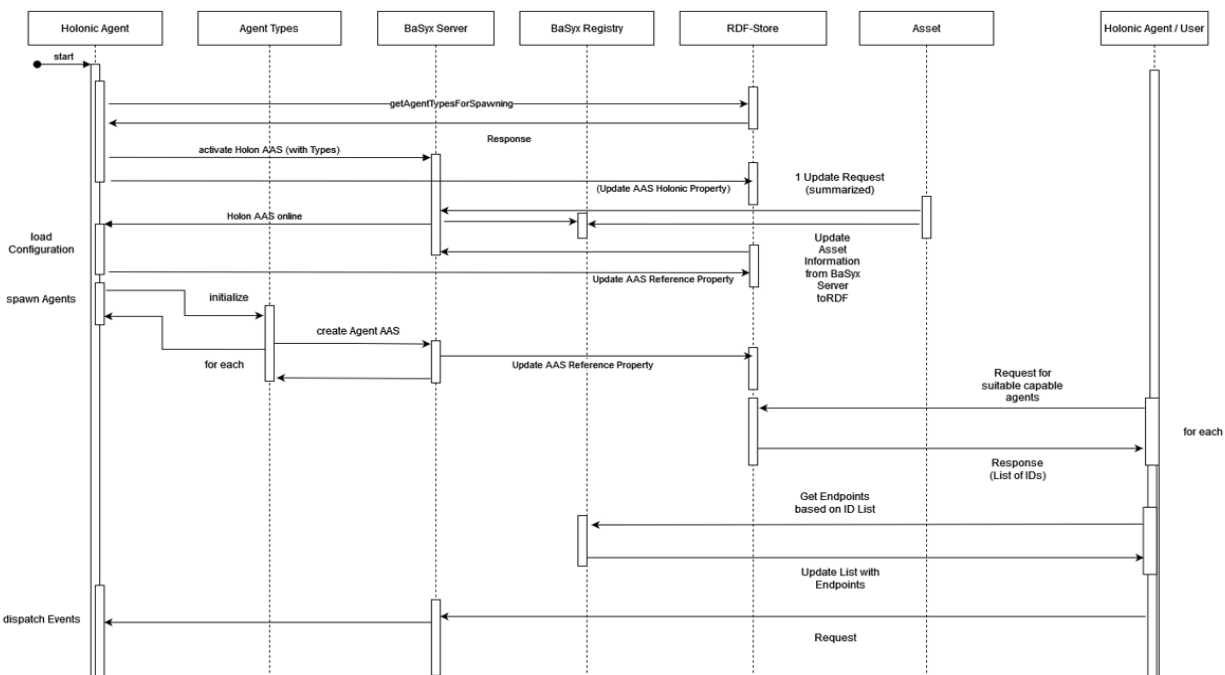 Holonic Agent
Agent Types
BaSyx Server
BaSyx Registry
RDF-Store
Asset
Holonic Agent / User
start
getAgentTypesForSpawning
Response
activate Holon AAS (with Types)
1 Update Request
(summarized)
(Update AAS Holonic Property)
Holon AAS online
load
Configuration
Update
Asset
Information
from BaSyx
Server
toRDF
Update AAS Reference Property
spawn Agents
initialize
create Agent AAS
for each
Update AAS Reference Property
Request for
suitable capable
agents
for each
Response
(List of IDs)
Get Endpoints
based on ID List
Update List with
Endpoints
dispatch Events
Request